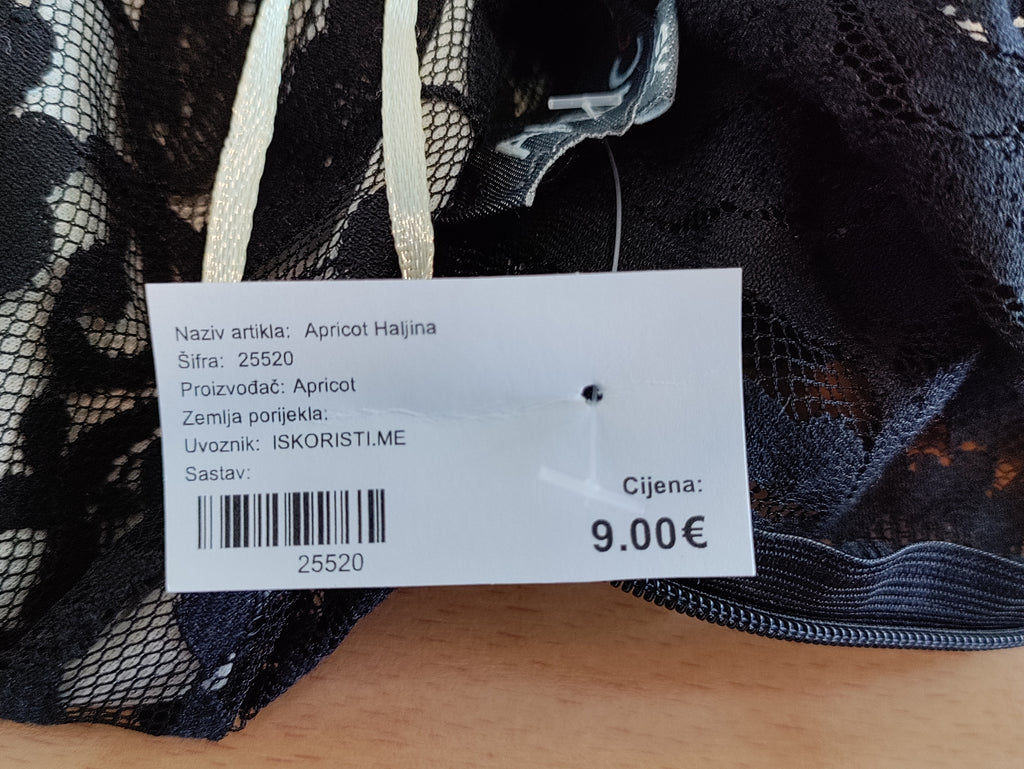 Naziv artikla: Apricot Haljina
Šifra: 25520
Proizvođač: Apricot
Zemlja porijekla:
Uvoznik: ISKORISTI.ME
Sastav:
25520
Cijena:
9.00€